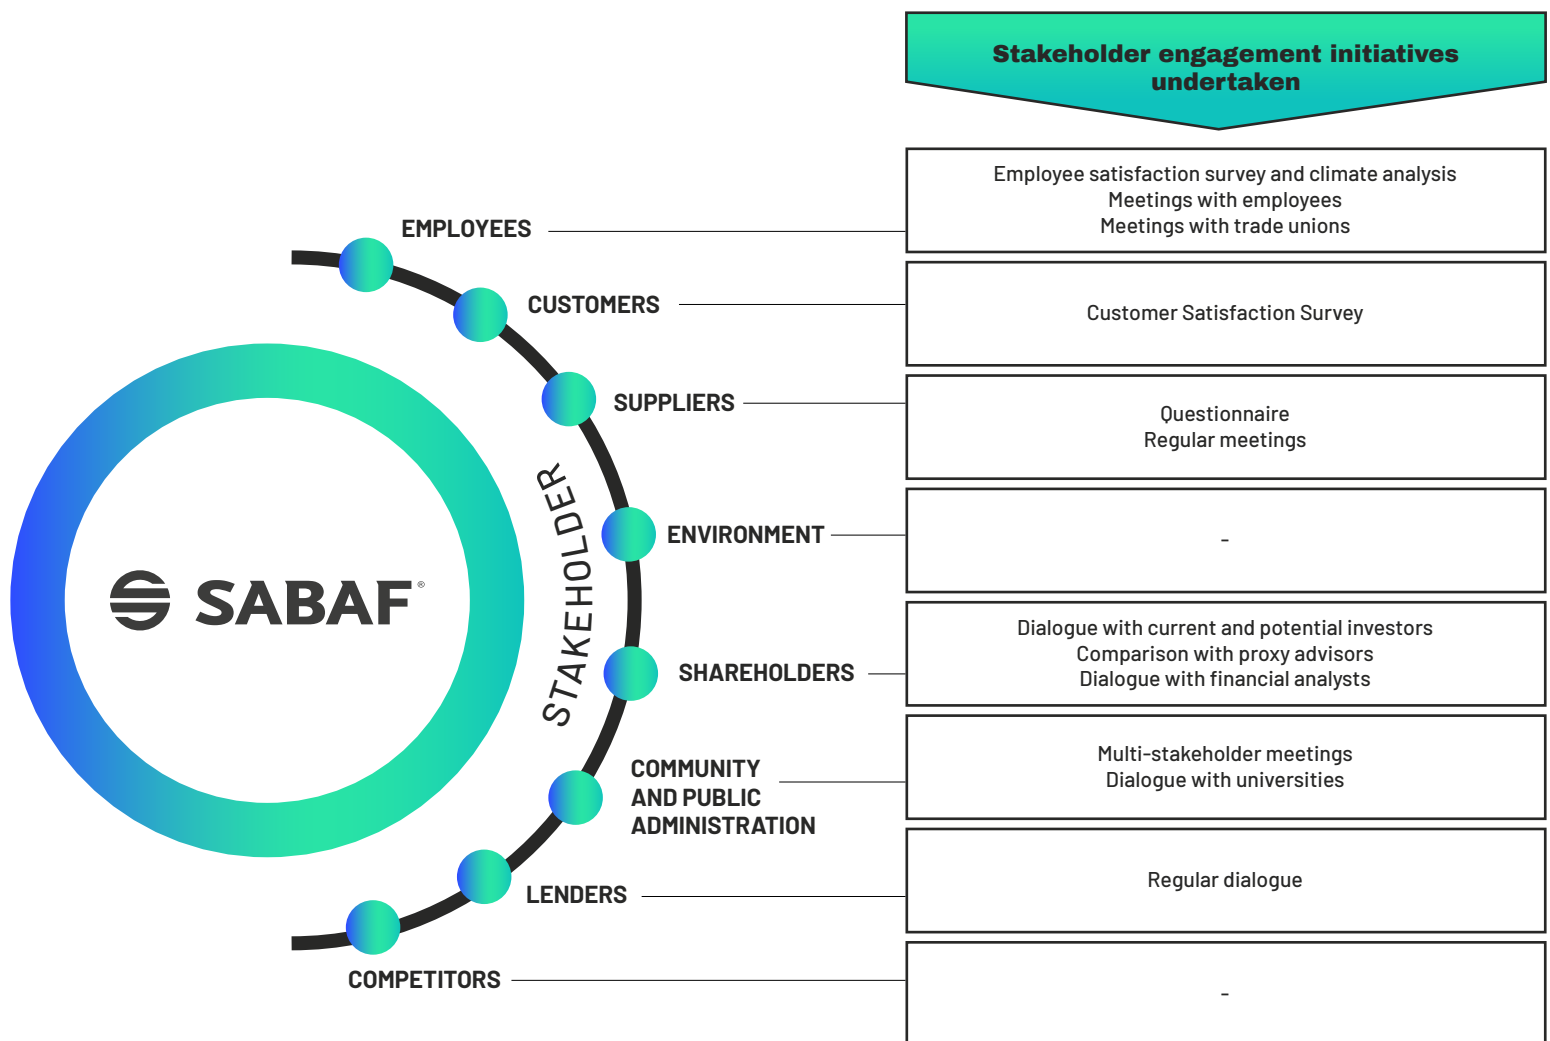 Stakeholder engagement initiatives
undertaken
EMPLOYEES
Employee satisfaction survey and climate analysis
Meetings with employees
Meetings with trade unions
CUSTOMERS
Customer Satisfaction Survey
SUPPLIERS
Questionnaire
Regular meetings
ENVIRONMENT
-
SABAF®
STAKEHOLDER
SHAREHOLDERS
Dialogue with current and potential investors
Comparison with proxy advisors
Dialogue with financial analysts
COMMUNITY
AND PUBLIC
ADMINISTRATION
Multi-stakeholder meetings
Dialogue with universities
LENDERS
Regular dialogue
COMPETITORS
-